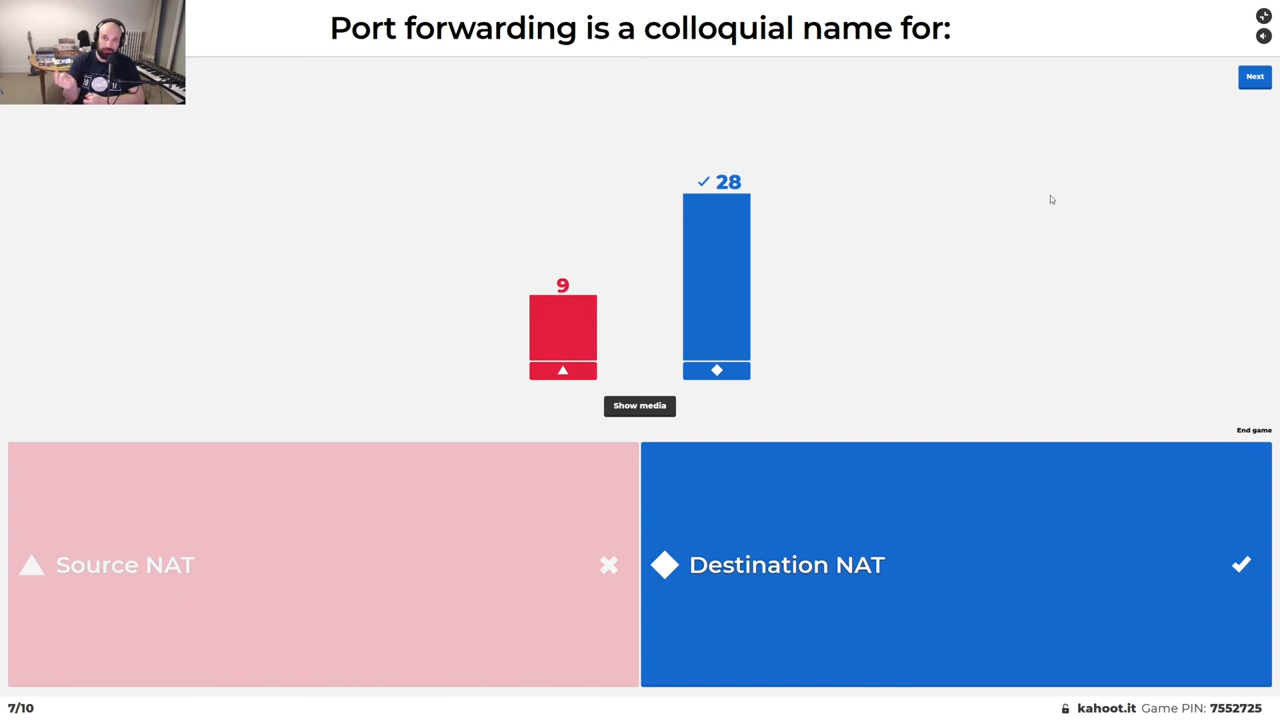 Port forwarding is a colloquial name for:
Next
28
9
Show media
End game
Source NAT
Destination NAT
7/10
kahoot.it Game PIN: 7552725